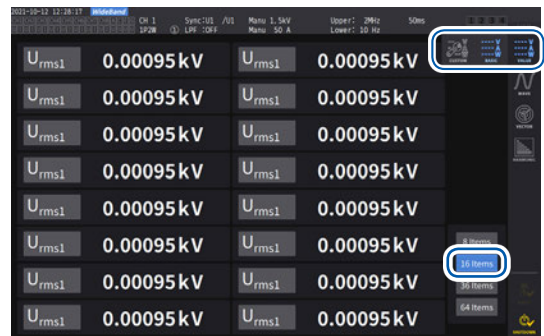 2021-10-12 12:28:17 WideBand CH 1 Sync:U1 /U1 Manu 1.5kV Upper: 2MHz 50ms
1P2W ① LPF :OFF Manu 50 A Lower: 10 Hz
CUSTOM BASIC VALUE
Urms1 0.00095kV Urms1 0.00095kV
WAVE
Urms1 0.00095kV Urms1 0.00095kV
VECTOR
Urms1 0.00095kV Urms1 0.00095kV
Urms1 0.00095kV Urms1 0.00095kV
Urms1 0.00095kV Urms1 0.00095kV
Urms1 0.00095kV Urms1 0.00095kV
8 Items
16 Items
Urms1 0.00095kV Urms1 0.00095kV
36 Items
64 Items
Urms1 0.00095kV Urms1 0.00095kV
SHUTDOWN